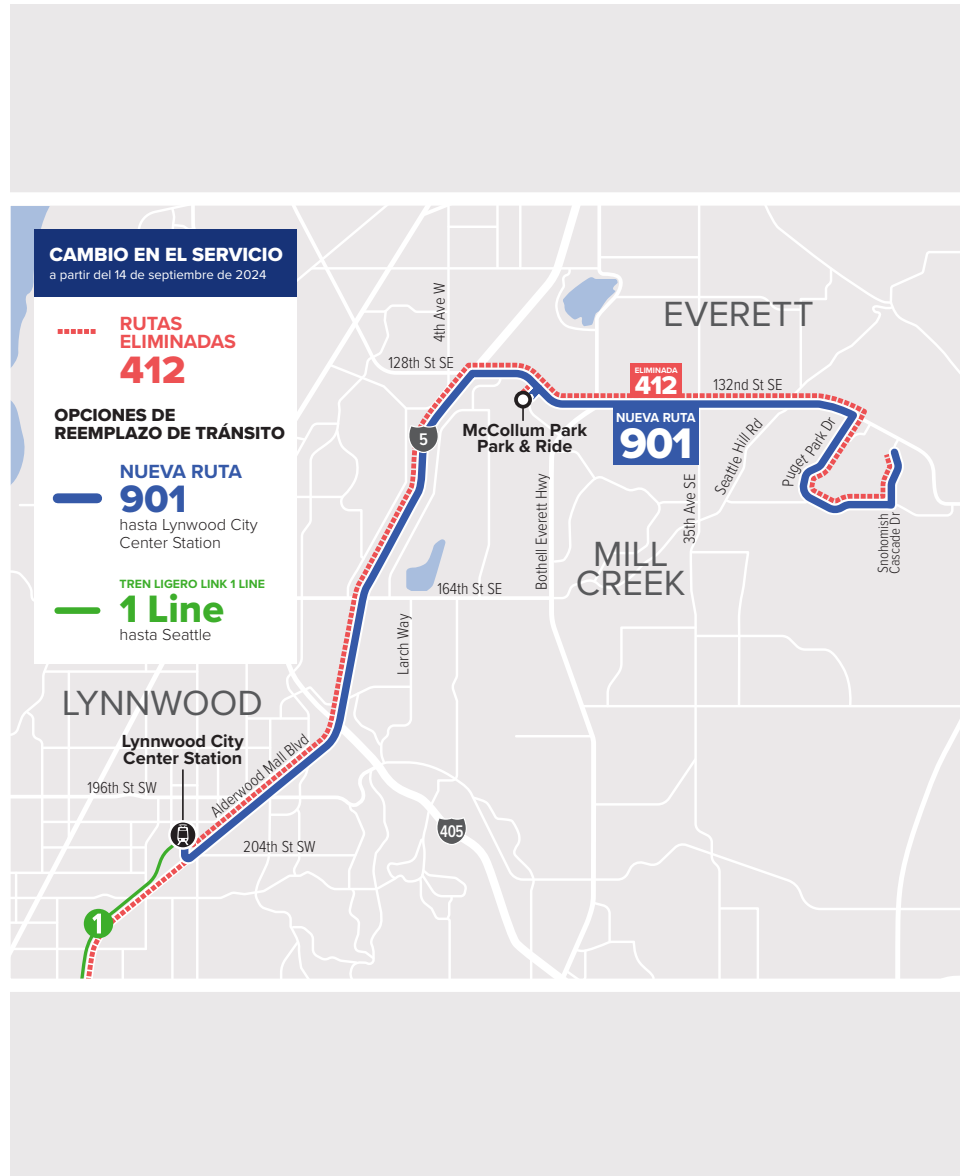 CAMBIO EN EL SERVICIO
a partir del 14 de septiembre de 2024
RUTAS
ELIMINADAS
412
OPCIONES DE
REEMPLAZO DE TRÁNSITO
NUEVA RUTA
901
hasta Lynwood City
Center Station
TREN LIGERO LINK 1 LINE
1 Line
hasta Seattle
EVERETT
4th Ave W
128th St SE
ELIMINADA
412
132nd St SE
NUEVA RUTA
901
McCollum Park
Park & Ride
5
Seattle Hill Rd
Puget Park Dr
35th Ave SE
Bothell Everett Hwy
Snohomish
Cascade Dr
MILL
CREEK
164th St SE
Larch Way
LYNNWOOD
Lynnwood City
Center Station
Alderwood Mall Blvd
196th St SW
405
204th St SW
1